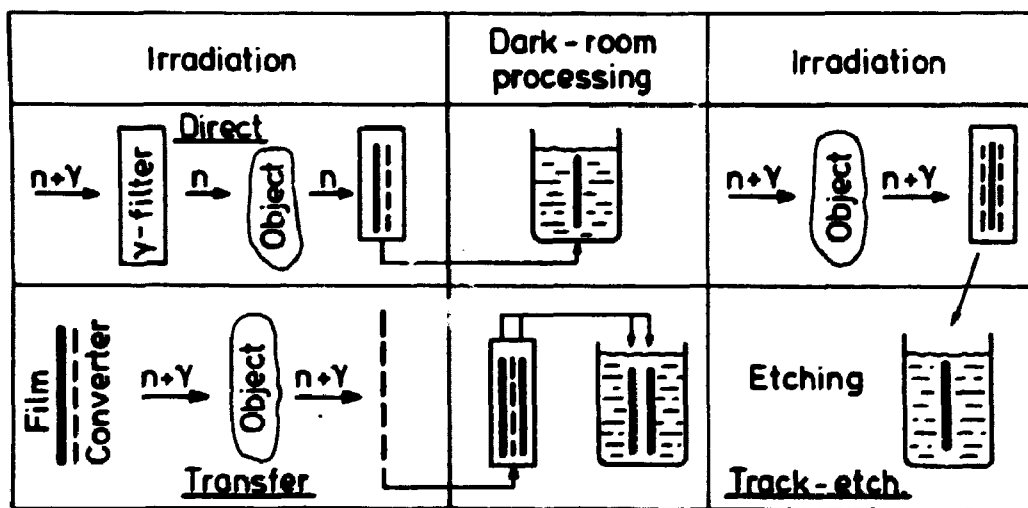 Irradiation
Dark-room
processing
Irradiation
Direct
n+γ
γ-filter
n
Object
n
n+γ
Object
n+γ
Film
Converter
n+γ
Object
n+γ
Transfer
Etching
Track-etch.